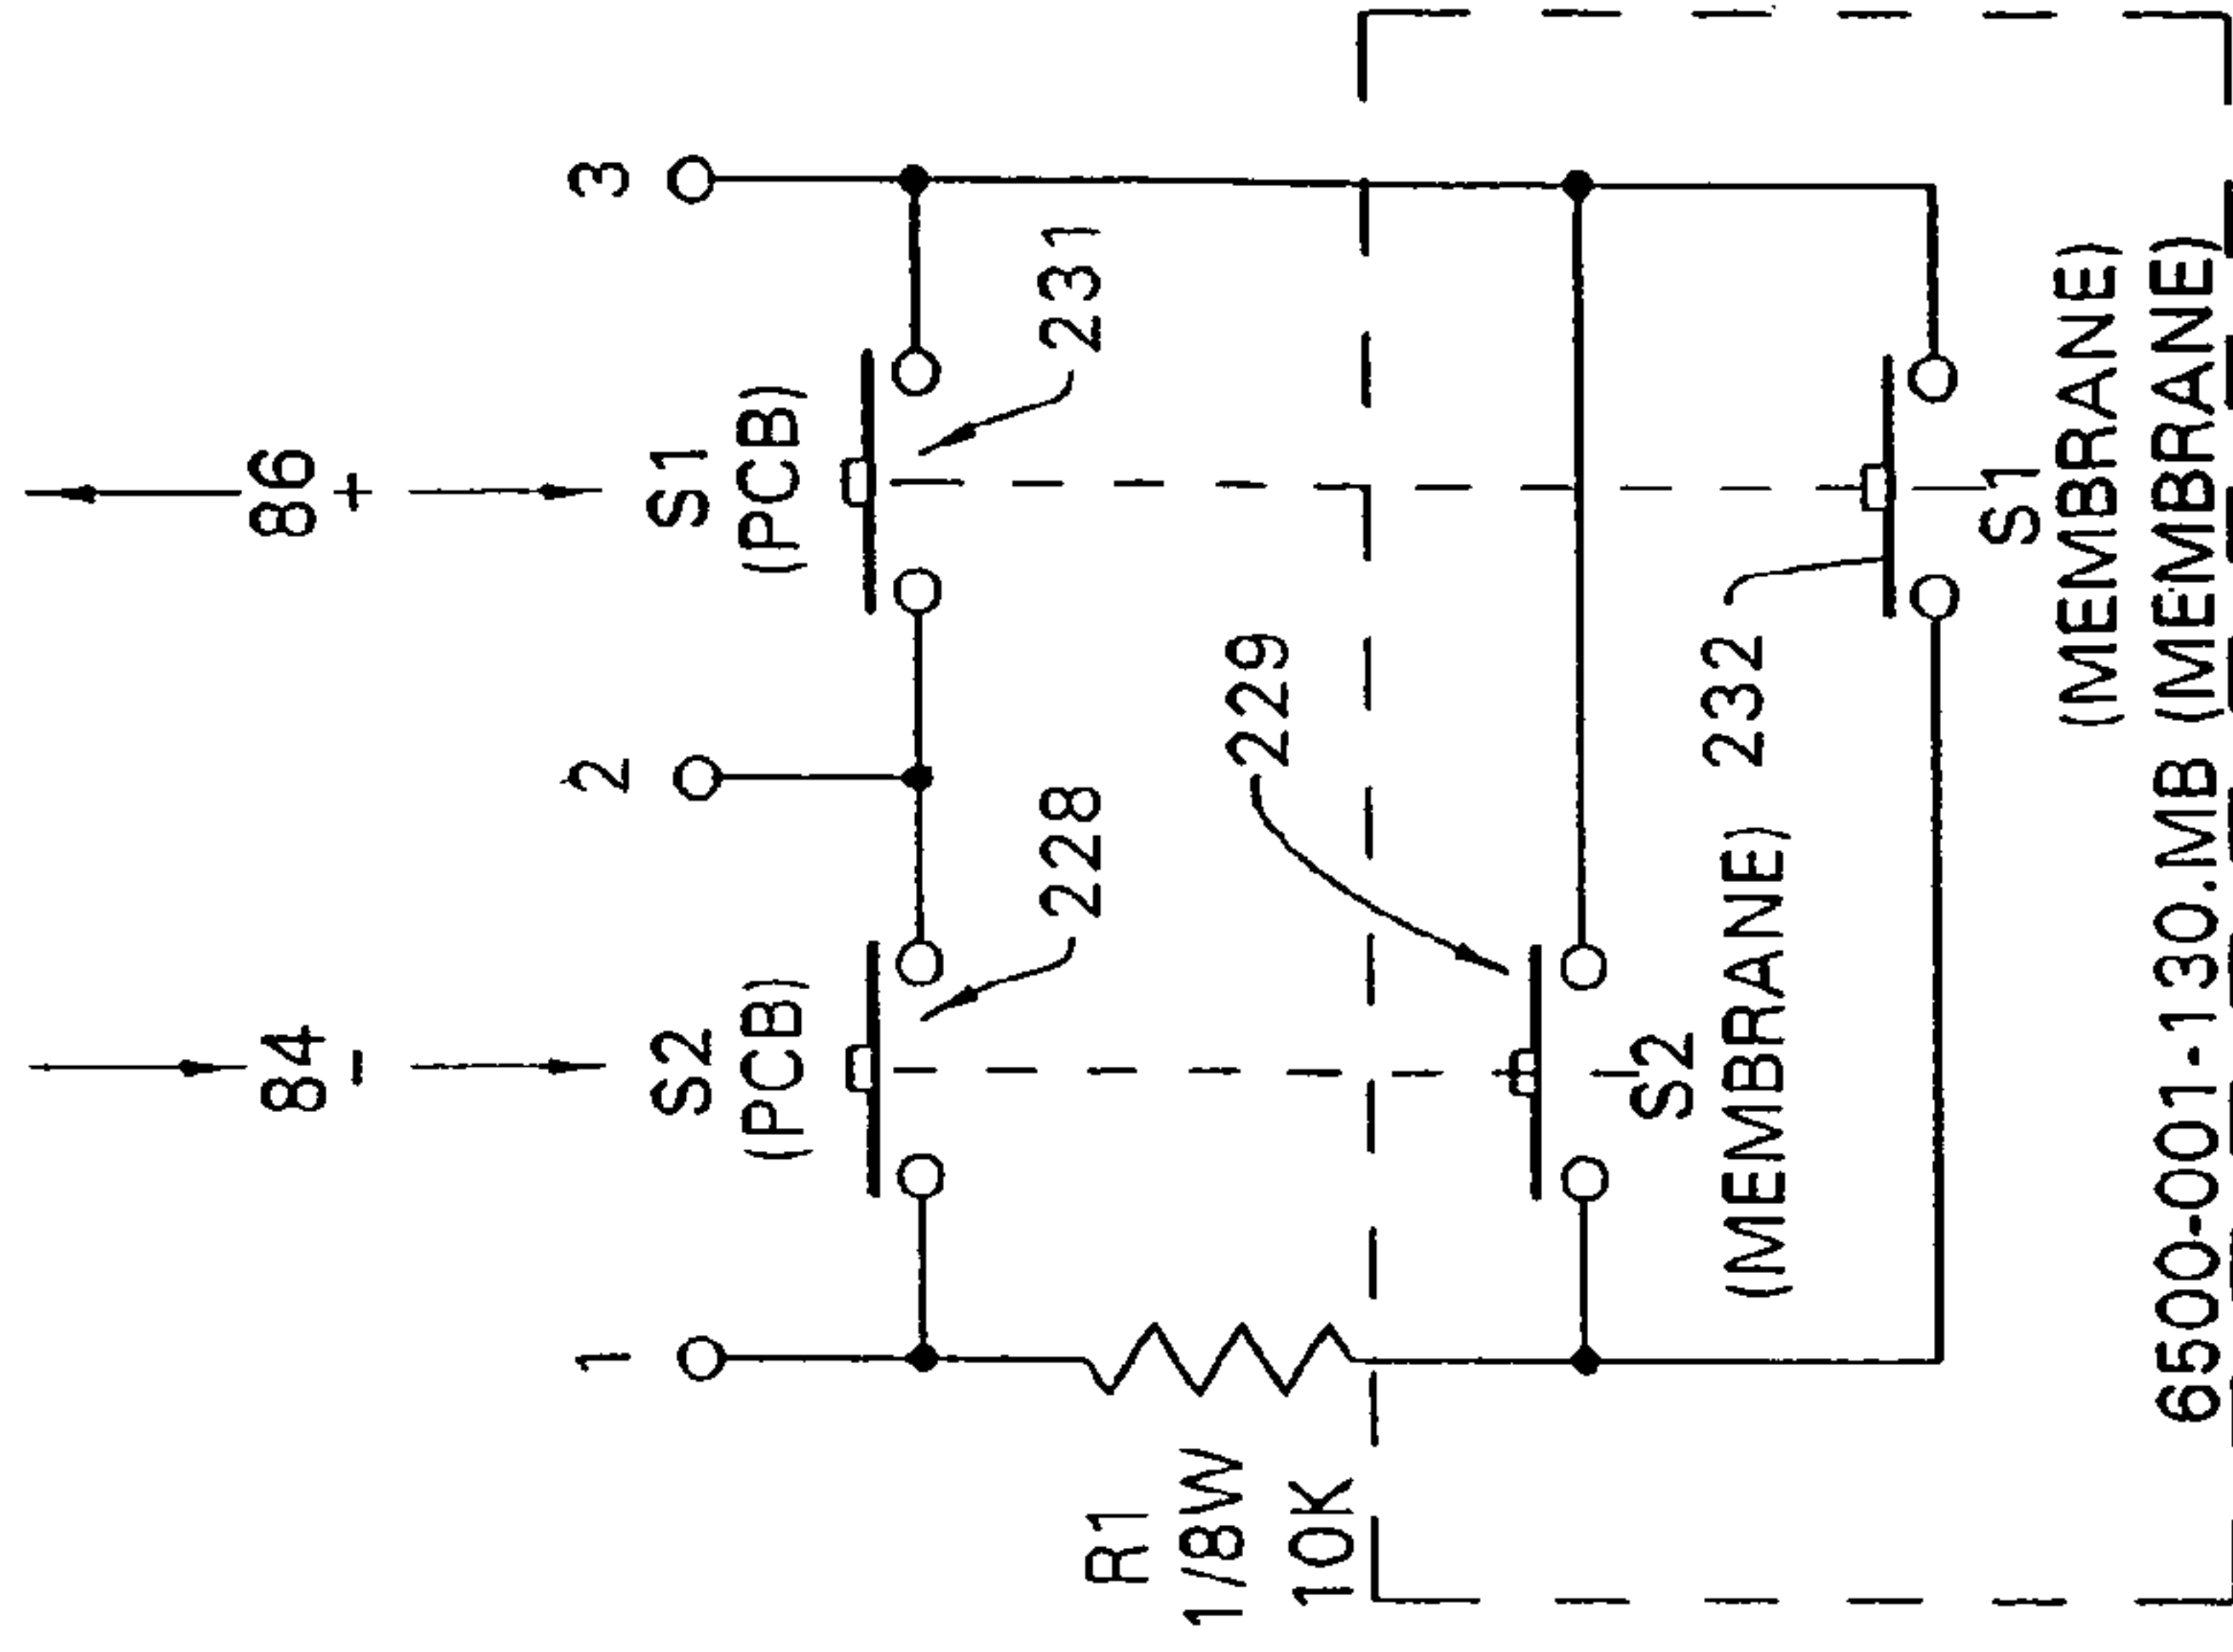 86
+
84
-
3
2
1
S1
(PCB)
S2
(PCB)
231
228
229
R1
1/8W
10K
232
S2
(MEMBRANE)
S1
(MEMBRANE)
6500-001-130.MB (MEMBRANE)